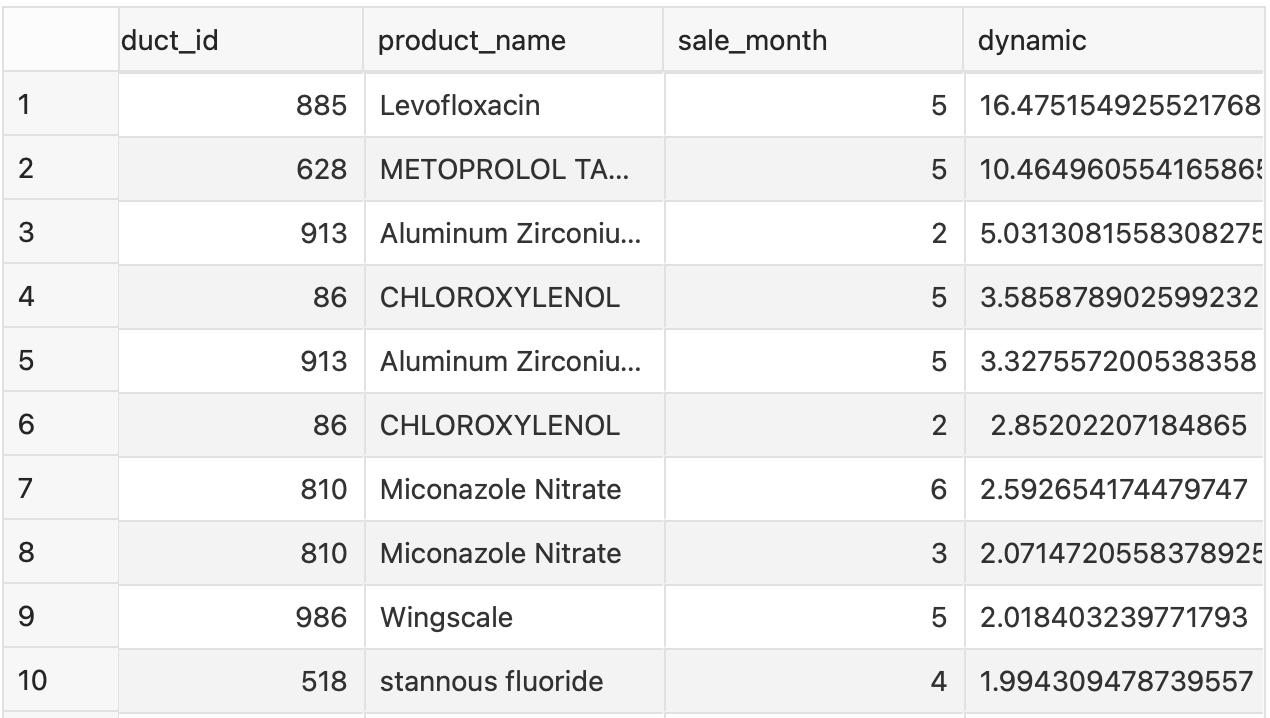 duct_id product_name sale_month dynamic
1 885 Levofloxacin 5 16.475154925521768
2 628 METOPROLOL TA... 5 10.464960554165865
3 913 Aluminum Zirconiu... 2 5.0313081558308275
4 86 CHLOROXYLENOL 5 3.585878902599232
5 913 Aluminum Zirconiu... 5 3.327557200538358
6 86 CHLOROXYLENOL 2 2.85202207184865
7 810 Miconazole Nitrate 6 2.592654174479747
8 810 Miconazole Nitrate 3 2.0714720558378925
9 986 Wingscale 5 2.018403239771793
10 518 stannous fluoride 4 1.994309478739557